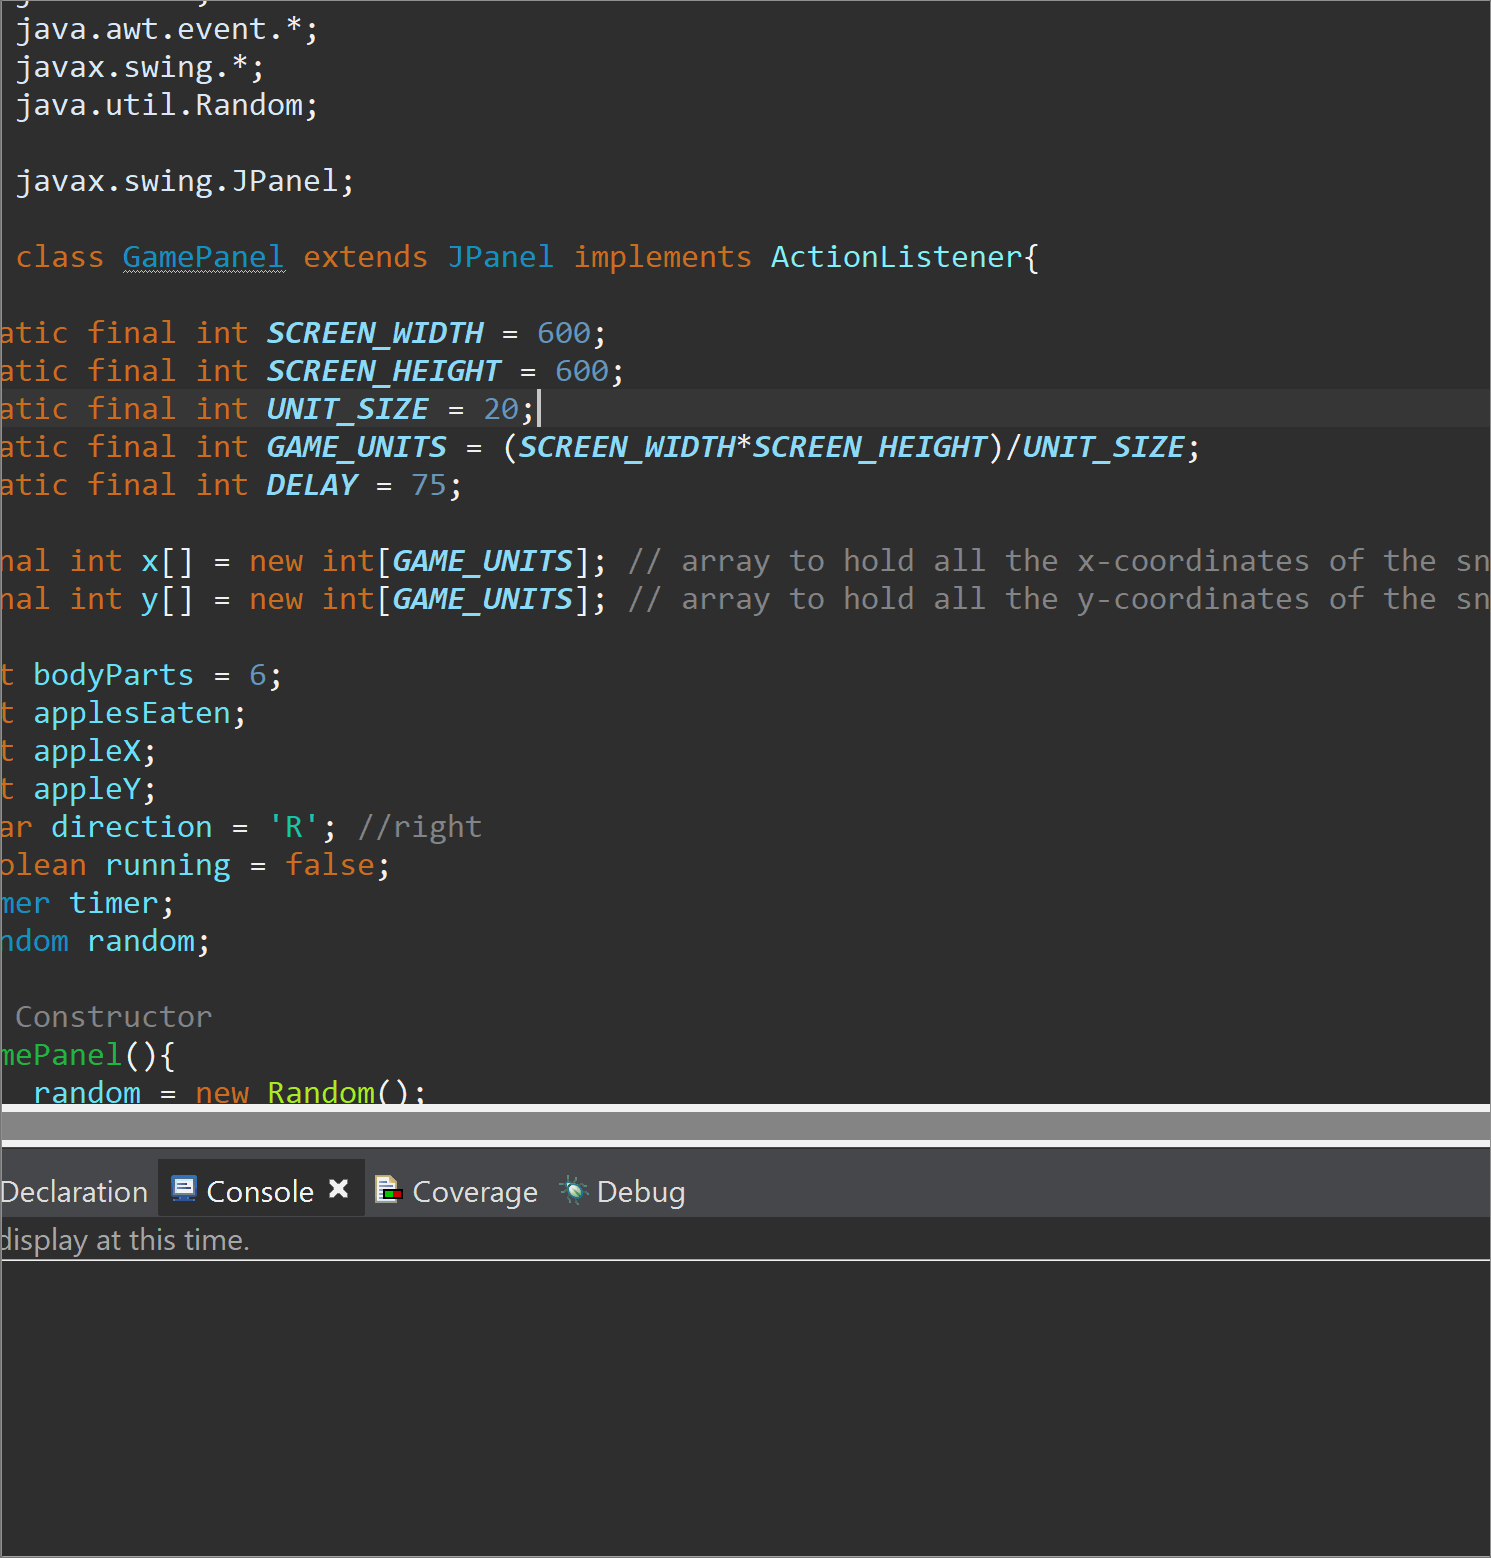 java.awt.event.*;
javax.swing.*;
java.util.Random;
javax.swing.JPanel;
class GamePanel extends JPanel implements ActionListener{
atic final int SCREEN_WIDTH = 600;
atic final int SCREEN_HEIGHT = 600;
atic final int UNIT_SIZE = 20;
atic final int GAME_UNITS = (SCREEN_WIDTH*SCREEN_HEIGHT)/UNIT_SIZE;
atic final int DELAY = 75;
nal int x[] = new int[GAME_UNITS]; // array to hold all the x-coordinates of the sn
nal int y[] = new int[GAME_UNITS]; // array to hold all the y-coordinates of the sn
t bodyParts = 6;
t applesEaten;
t appleX;
t appleY;
ar direction = 'R'; //right
olean running = false;
mer timer;
ndom random;
Constructor
mePanel(){
random = new Random();
Declaration Console Coverage Debug
display at this time.